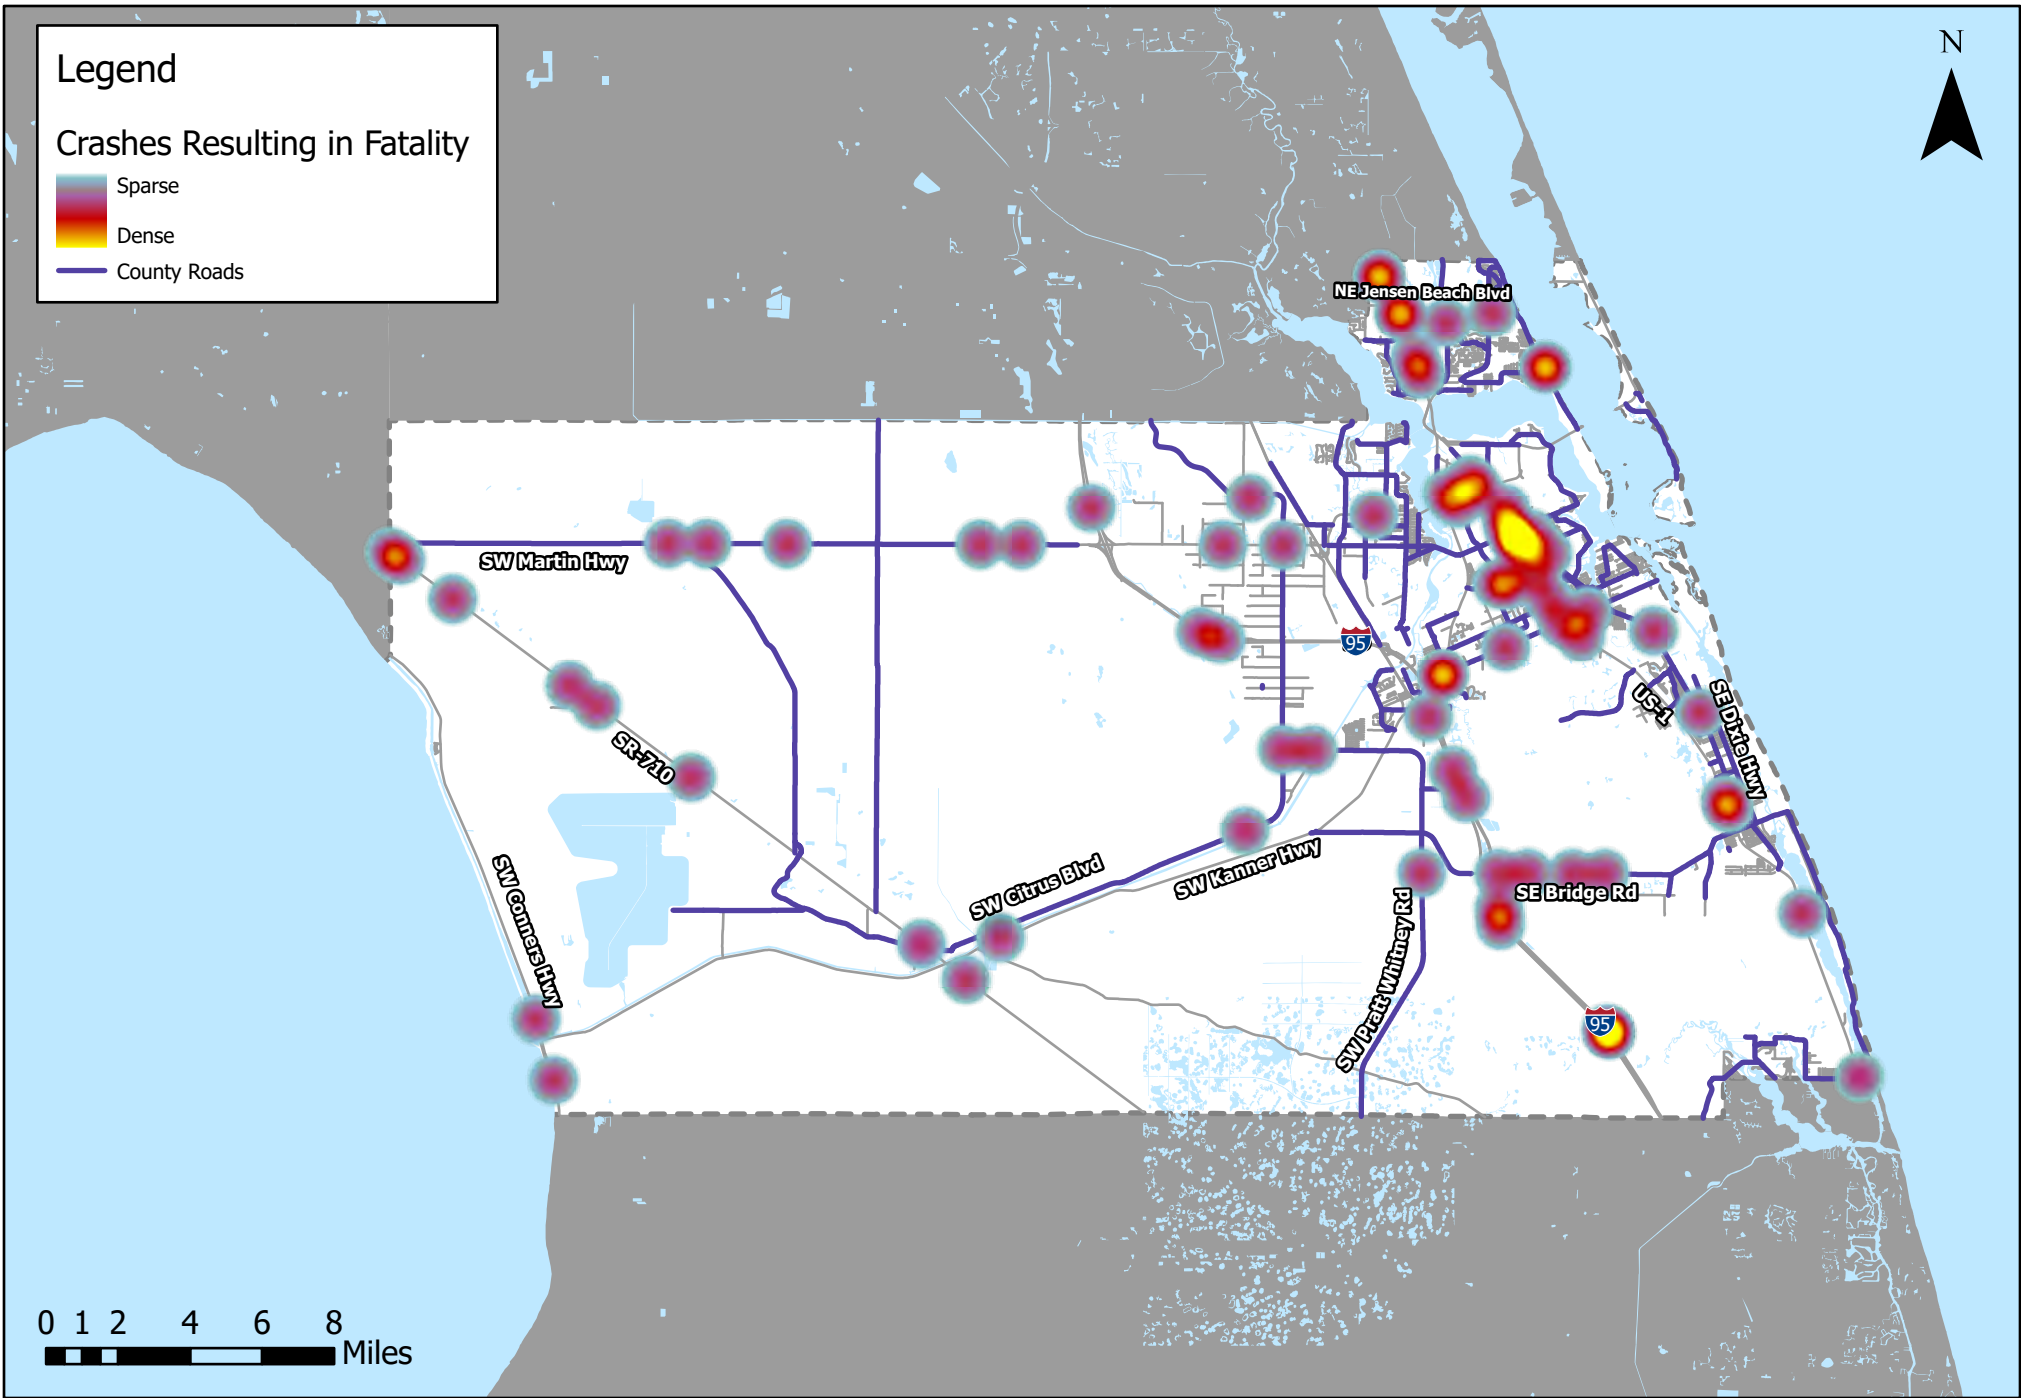 Legend
Crashes Resulting in Fatality
Sparse
Dense
County Roads
N
NE Jensen Beach Blvd
SW Martin Hwy
95
US-1
SE Dixie Hwy
SR-710
SW Conners Hwy
SW Citrus Blvd
SW Kanner Hwy
SE Bridge Rd
SW Pratt Whitney Rd
95
0 1 2 4 6 8
Miles